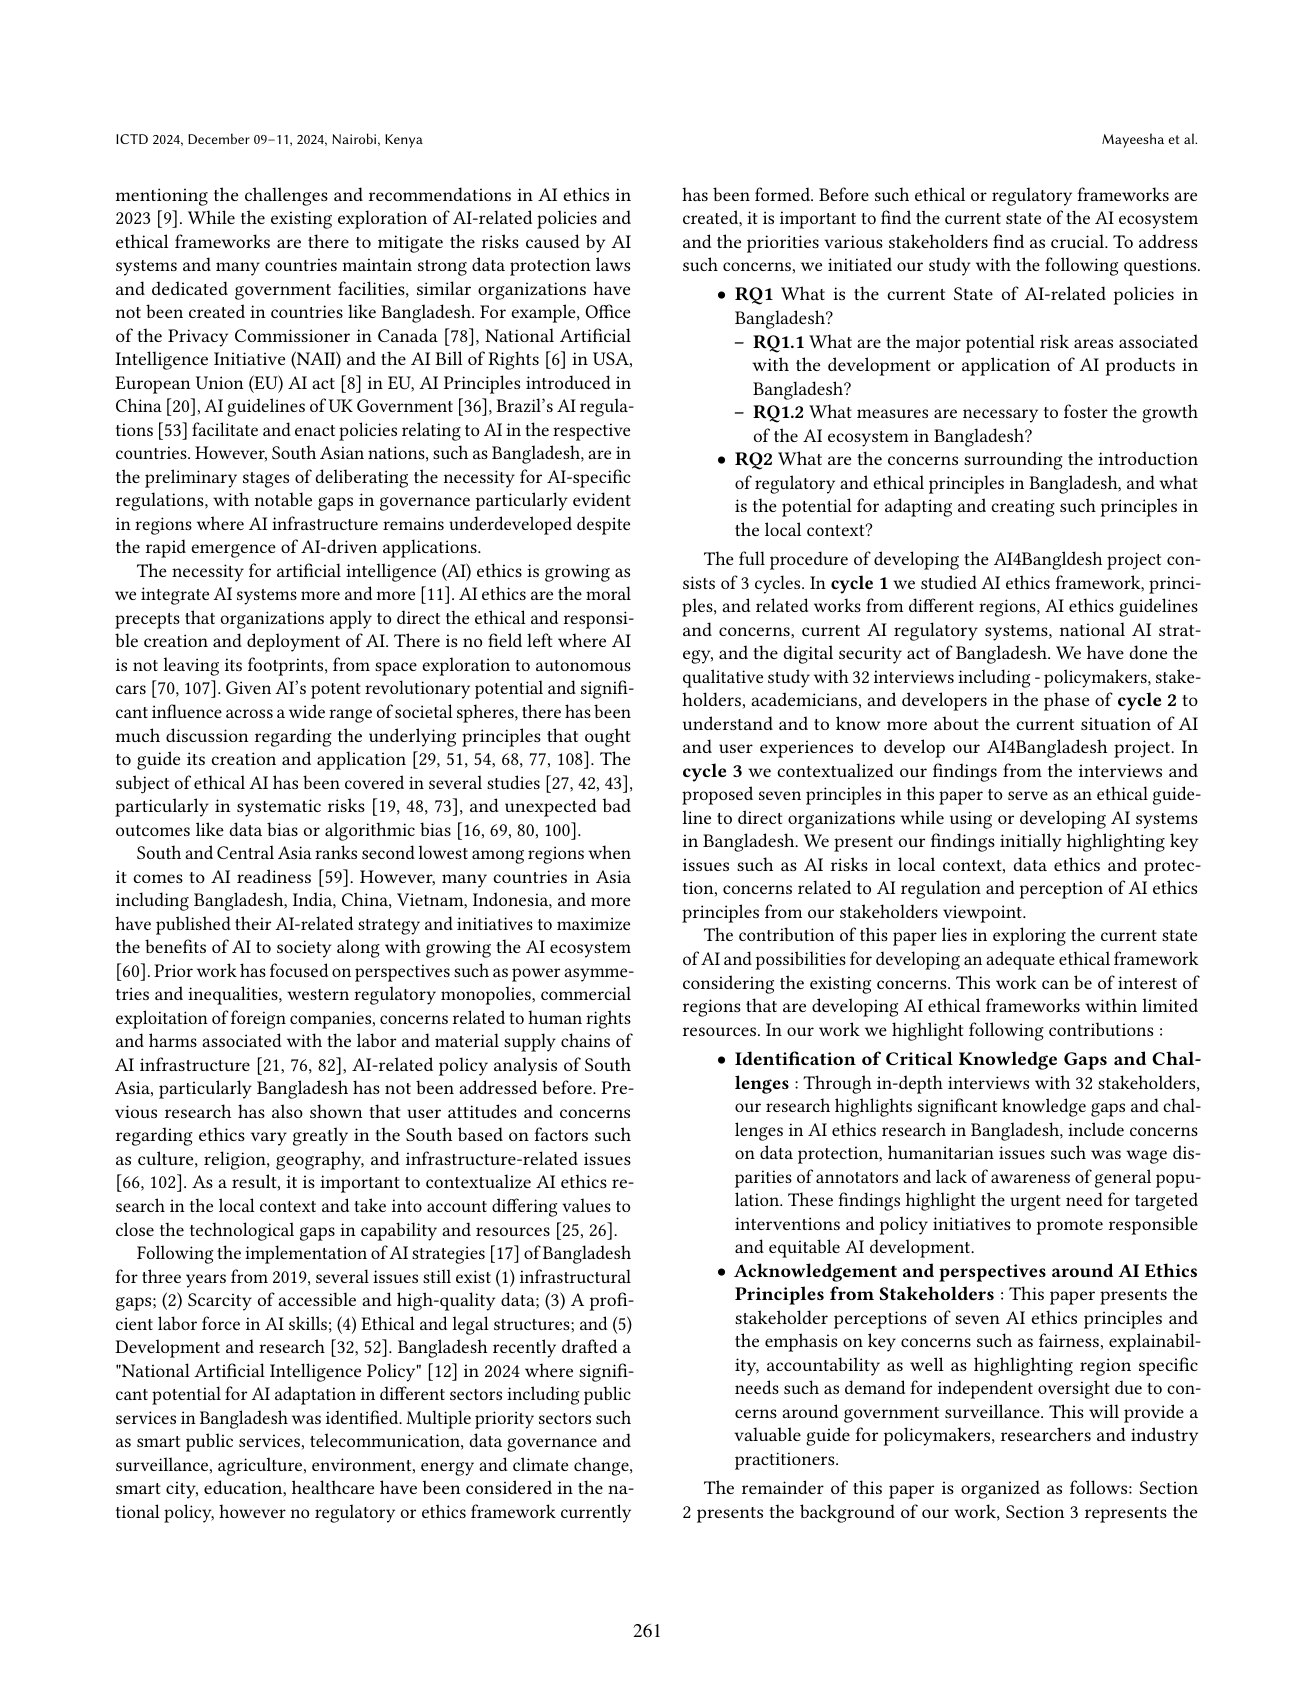 ICTD 2024, December 09–11, 2024, Nairobi, Kenya
Mayeesha et al.
mentioning the challenges and recommendations in AI ethics in
2023 [9]. While the existing exploration of AI-related policies and
ethical frameworks are there to mitigate the risks caused by AI
systems and many countries maintain strong data protection laws
and dedicated government facilities, similar organizations have
not been created in countries like Bangladesh. For example, Office
of the Privacy Commissioner in Canada [78], National Artificial
Intelligence Initiative (NAII) and the AI Bill of Rights [6] in USA,
European Union (EU) AI act [8] in EU, AI Principles introduced in
China [20], AI guidelines of UK Government [36], Brazil's AI regula-
tions [53] facilitate and enact policies relating to AI in the respective
countries. However, South Asian nations, such as Bangladesh, are in
the preliminary stages of deliberating the necessity for AI-specific
regulations, with notable gaps in governance particularly evident
in regions where AI infrastructure remains underdeveloped despite
the rapid emergence of AI-driven applications.
The necessity for artificial intelligence (AI) ethics is growing as
we integrate AI systems more and more [11]. AI ethics are the moral
precepts that organizations apply to direct the ethical and responsi-
ble creation and deployment of AI. There is no field left where AI
is not leaving its footprints, from space exploration to autonomous
cars [70, 107]. Given AI's potent revolutionary potential and signifi-
cant influence across a wide range of societal spheres, there has been
much discussion regarding the underlying principles that ought
to guide its creation and application [29, 51, 54, 68, 77, 108]. The
subject of ethical AI has been covered in several studies [27, 42, 43],
particularly in systematic risks [19, 48, 73], and unexpected bad
outcomes like data bias or algorithmic bias [16, 69, 80, 100].
South and Central Asia ranks second lowest among regions when
it comes to AI readiness [59]. However, many countries in Asia
including Bangladesh, India, China, Vietnam, Indonesia, and more
have published their AI-related strategy and initiatives to maximize
the benefits of AI to society along with growing the AI ecosystem
[60]. Prior work has focused on perspectives such as power asymme-
tries and inequalities, western regulatory monopolies, commercial
exploitation of foreign companies, concerns related to human rights
and harms associated with the labor and material supply chains of
AI infrastructure [21, 76, 82], AI-related policy analysis of South
Asia, particularly Bangladesh has not been addressed before. Pre-
vious research has also shown that user attitudes and concerns
regarding ethics vary greatly in the South based on factors such
as culture, religion, geography, and infrastructure-related issues
[66, 102]. As a result, it is important to contextualize AI ethics re-
search in the local context and take into account differing values to
close the technological gaps in capability and resources [25, 26].
Following the implementation of AI strategies [17] of Bangladesh
for three years from 2019, several issues still exist (1) infrastructural
gaps; (2) Scarcity of accessible and high-quality data; (3) A profi-
cient labor force in AI skills; (4) Ethical and legal structures; and (5)
Development and research [32, 52]. Bangladesh recently drafted a
"National Artificial Intelligence Policy" [12] in 2024 where signifi-
cant potential for AI adaptation in different sectors including public
services in Bangladesh was identified. Multiple priority sectors such
as smart public services, telecommunication, data governance and
surveillance, agriculture, environment, energy and climate change,
smart city, education, healthcare have been considered in the na-
tional policy, however no regulatory or ethics framework currently
has been formed. Before such ethical or regulatory frameworks are
created, it is important to find the current state of the AI ecosystem
and the priorities various stakeholders find as crucial. To address
such concerns, we initiated our study with the following questions.
• RQ1 What is the current State of AI-related policies in
Bangladesh?
– RQ1.1 What are the major potential risk areas associated
with the development or application of AI products in
Bangladesh?
– RQ1.2 What measures are necessary to foster the growth
of the AI ecosystem in Bangladesh?
• RQ2 What are the concerns surrounding the introduction
of regulatory and ethical principles in Bangladesh, and what
is the potential for adapting and creating such principles in
the local context?
The full procedure of developing the AI4Bangldesh project con-
sists of 3 cycles. In cycle 1 we studied AI ethics framework, princi-
ples, and related works from different regions, AI ethics guidelines
and concerns, current AI regulatory systems, national AI strat-
egy, and the digital security act of Bangladesh. We have done the
qualitative study with 32 interviews including - policymakers, stake-
holders, academicians, and developers in the phase of cycle 2 to
understand and to know more about the current situation of AI
and user experiences to develop our AI4Bangladesh project. In
cycle 3 we contextualized our findings from the interviews and
proposed seven principles in this paper to serve as an ethical guide-
line to direct organizations while using or developing AI systems
in Bangladesh. We present our findings initially highlighting key
issues such as AI risks in local context, data ethics and protec-
tion, concerns related to AI regulation and perception of AI ethics
principles from our stakeholders viewpoint.
The contribution of this paper lies in exploring the current state
of AI and possibilities for developing an adequate ethical framework
considering the existing concerns. This work can be of interest of
regions that are developing AI ethical frameworks within limited
resources. In our work we highlight following contributions :
• Identification of Critical Knowledge Gaps and Chal-
lenges : Through in-depth interviews with 32 stakeholders,
our research highlights significant knowledge gaps and chal-
lenges in AI ethics research in Bangladesh, include concerns
on data protection, humanitarian issues such was wage dis-
parities of annotators and lack of awareness of general popu-
lation. These findings highlight the urgent need for targeted
interventions and policy initiatives to promote responsible
and equitable AI development.
• Acknowledgement and perspectives around AI Ethics
Principles from Stakeholders : This paper presents the
stakeholder perceptions of seven AI ethics principles and
the emphasis on key concerns such as fairness, explainabil-
ity, accountability as well as highlighting region specific
needs such as demand for independent oversight due to con-
cerns around government surveillance. This will provide a
valuable guide for policymakers, researchers and industry
practitioners.
The remainder of this paper is organized as follows: Section
2 presents the background of our work, Section 3 represents the
261